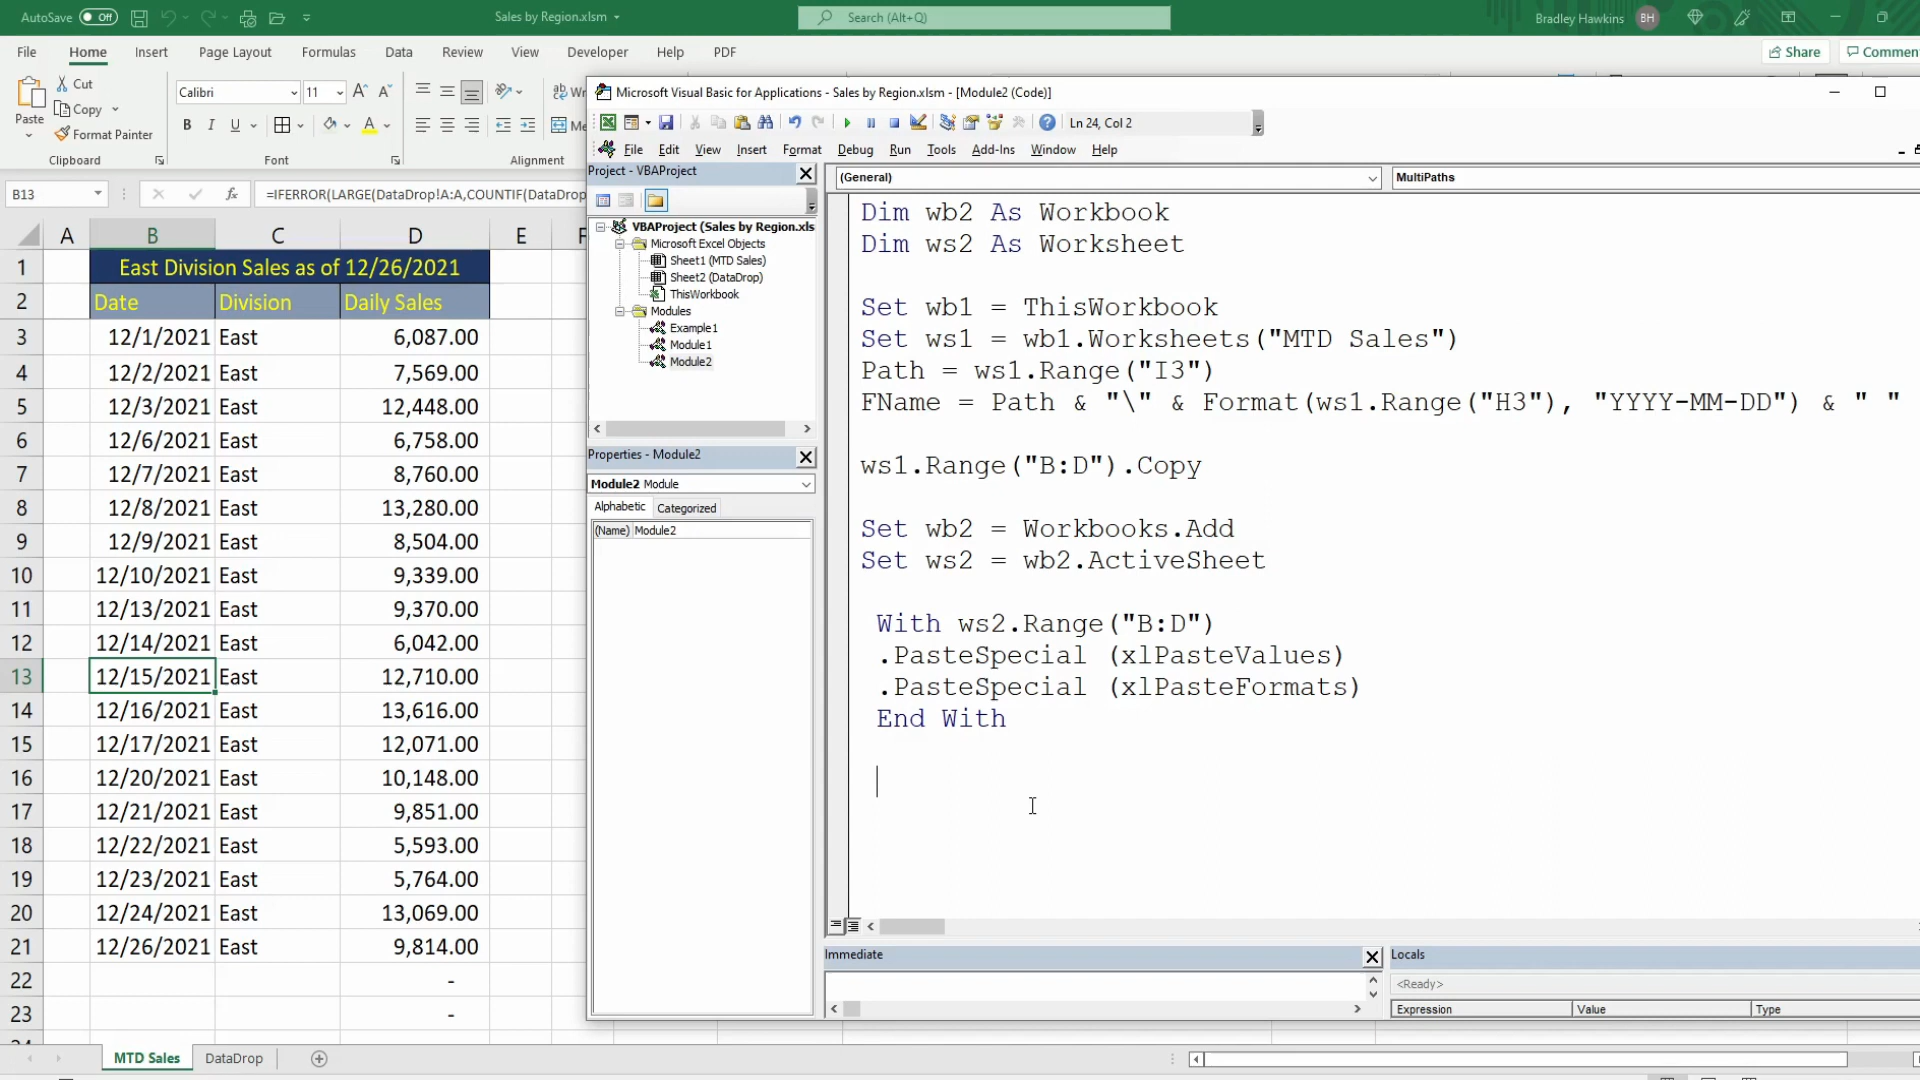 AutoSave Off
Sales by Region.xlsm
Search (Alt+Q)
Bradley Hawkins BH
File Home Insert Page Layout Formulas Data Review View Developer Help PDF
Share
Paste
Cut
Copy
Format Painter
Clipboard
Calibri 11
B I U
Font
Alignment
B13
=IFERROR(LARGE(DataDrop!A:A,COUNTIF(DataDrop
A B C D E
1 East Division Sales as of 12/26/2021
2 Date Division Daily Sales
3 12/1/2021 East 6,087.00
4 12/2/2021 East 7,569.00
5 12/3/2021 East 12,448.00
6 12/6/2021 East 6,758.00
7 12/7/2021 East 8,760.00
8 12/8/2021 East 13,280.00
9 12/9/2021 East 8,504.00
10 12/10/2021 East 9,339.00
11 12/13/2021 East 9,370.00
12 12/14/2021 East 6,042.00
13 12/15/2021 East 12,710.00
14 12/16/2021 East 13,616.00
15 12/17/2021 East 12,071.00
16 12/20/2021 East 10,148.00
17 12/21/2021 East 9,851.00
18 12/22/2021 East 5,593.00
19 12/23/2021 East 5,764.00
20 12/24/2021 East 13,069.00
21 12/26/2021 East 9,814.00
22 -
23 -
MTD Sales DataDrop
Microsoft Visual Basic for Applications - Sales by Region.xlsm - [Module2 (Code)]
Ln 24, Col 2
File Edit View Insert Format Debug Run Tools Add-Ins Window Help
Project - VBAProject
VBAProject (Sales by Region.xls
Microsoft Excel Objects
Sheet1 (MTD Sales)
Sheet2 (DataDrop)
ThisWorkbook
Modules
Example1
Module1
Module2
Properties - Module2
Module2 Module
Alphabetic Categorized
(Name) Module2
(General)
MultiPaths
Dim wb2 As Workbook
Dim ws2 As Worksheet
Set wb1 = ThisWorkbook
Set ws1 = wb1.Worksheets("MTD Sales")
Path = ws1.Range("I3")
FName = Path & "\" & Format(ws1.Range("H3"), "YYYY-MM-DD") & " "
ws1.Range("B:D").Copy
Set wb2 = Workbooks.Add
Set ws2 = wb2.ActiveSheet
With ws2.Range("B:D")
.PasteSpecial (xlPasteValues)
.PasteSpecial (xlPasteFormats)
End With
Immediate
Locals
<Ready>
Expression Value Type